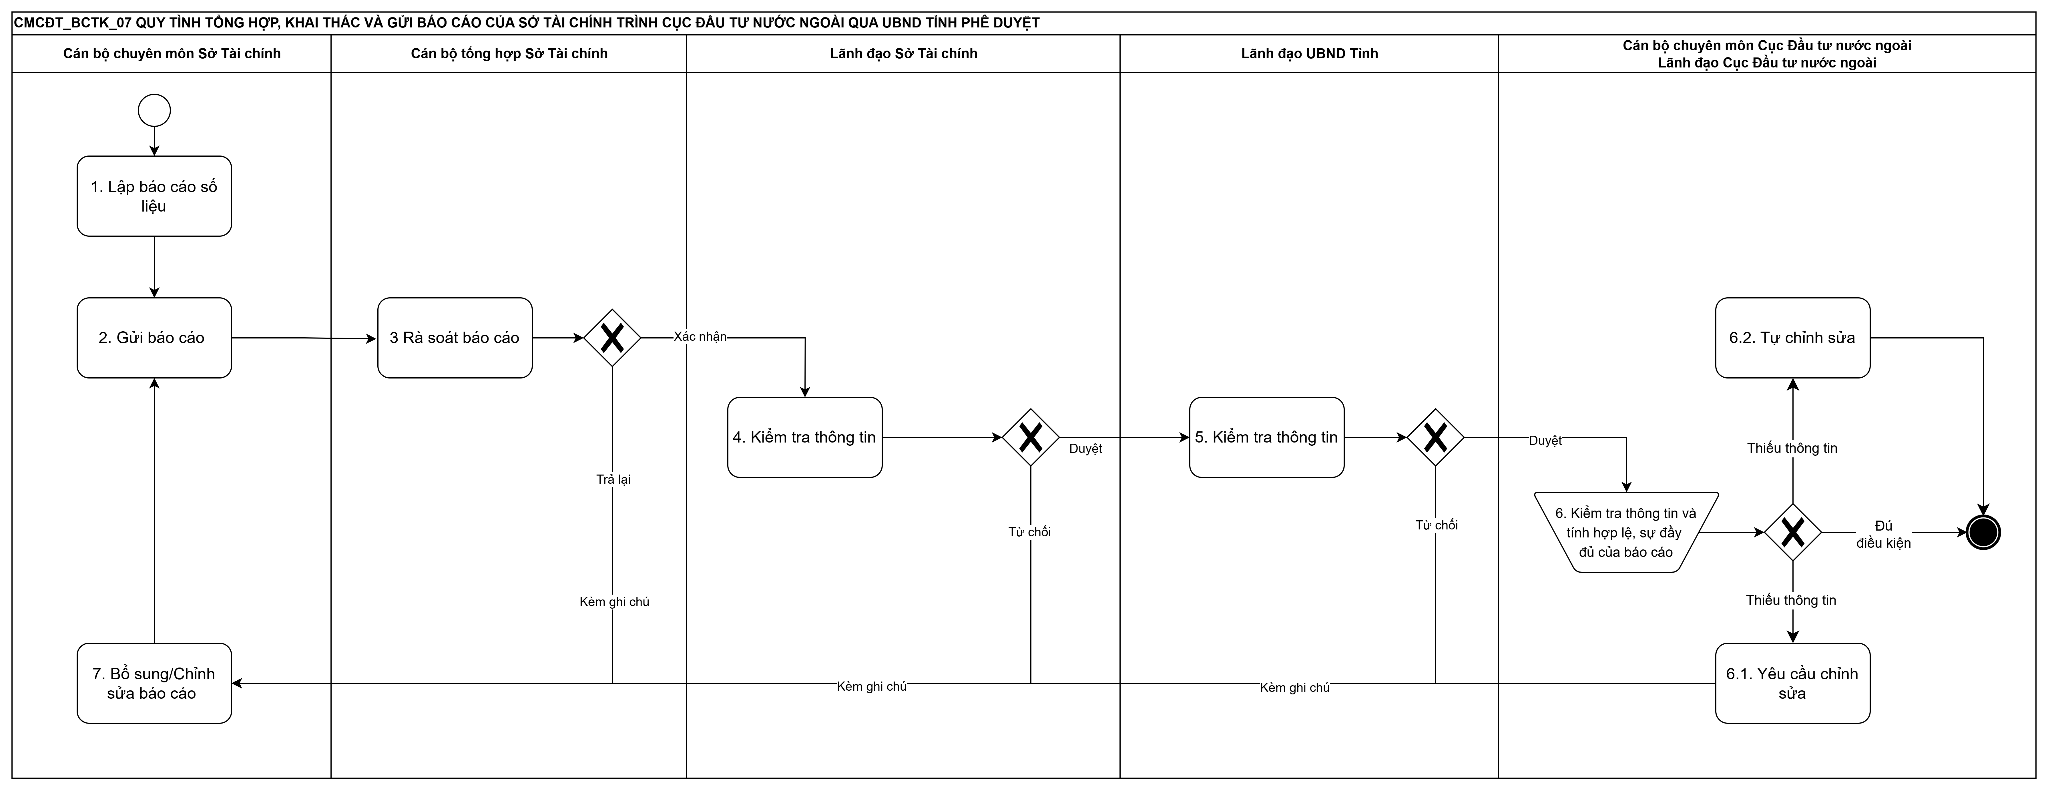 CMCĐT_BCTK_07 QUY TÌNH TỔNG HỢP, KHAI THÁC VÀ GỬI BÁO CÁO CỦA SỞ TÀI CHÍNH TRÌNH CỤC ĐẦU TƯ NƯỚC NGOÀI QUA UBND TỈNH PHÊ DUYỆT
Cán bộ chuyên môn Sở Tài chính
Cán bộ tổng hợp Sở Tài chính
Lãnh đạo Sở Tài chính
Lãnh đạo UBND Tỉnh
Cán bộ chuyên môn Cục Đầu tư nước ngoài
Lãnh đạo Cục Đầu tư nước ngoài
1. Lập báo cáo số
liệu
2. Gửi báo cáo
3 Rà soát báo cáo
Xác nhận
6.2. Tự chỉnh sửa
4. Kiểm tra thông tin
Duyệt
5. Kiểm tra thông tin
Duyệt
Thiếu thông tin
Trả lại
Từ chối
Từ chối
6. Kiểm tra thông tin và
tính hợp lệ, sự đầy
đủ của báo cáo
Đủ
điều kiện
Kèm ghi chú
Thiếu thông tin
7. Bổ sung/Chỉnh
sửa báo cáo
Kèm ghi chú
Kèm ghi chú
6.1. Yêu cầu chỉnh
sửa